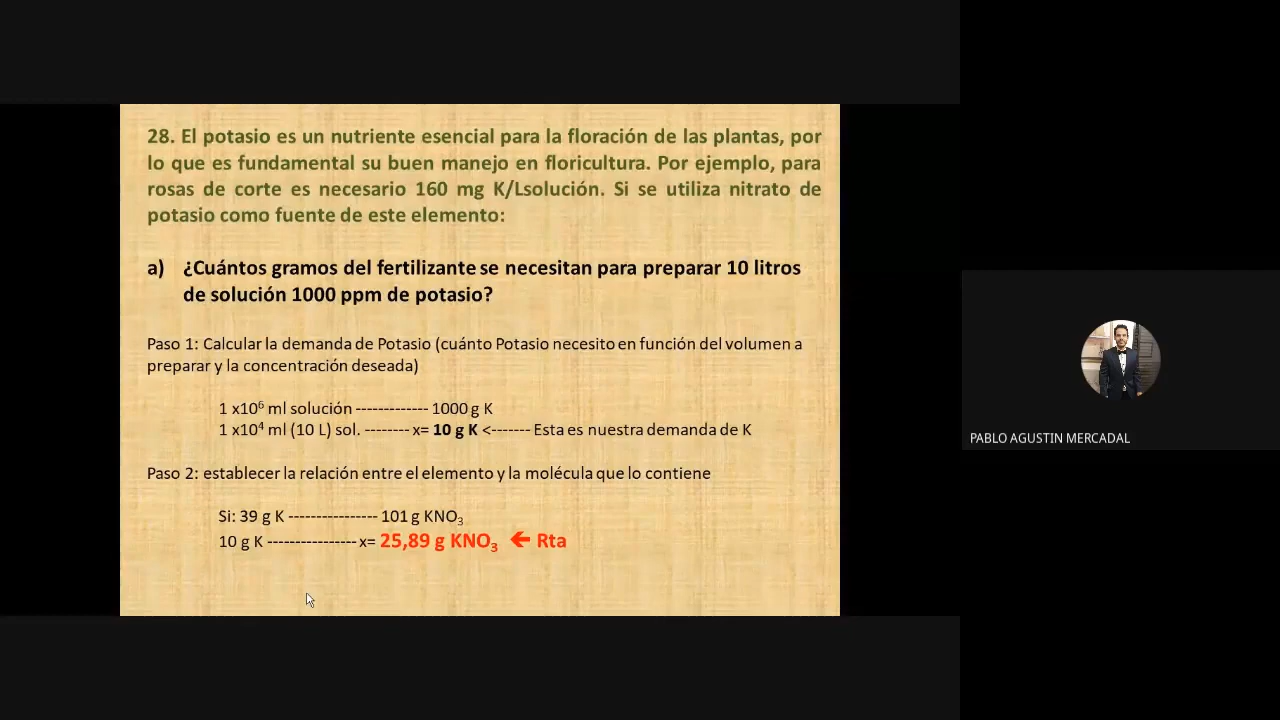 28. El potasio es un nutriente esencial para la floración de las plantas, por
lo que es fundamental su buen manejo en floricultura. Por ejemplo, para
rosas de corte es necesario 160 mg K/Lsolución. Si se utiliza nitrato de
potasio como fuente de este elemento:
a) ¿Cuántos gramos del fertilizante se necesitan para preparar 10 litros
de solución 1000 ppm de potasio?
Paso 1: Calcular la demanda de Potasio (cuánto Potasio necesito en función del volumen a
preparar y la concentración deseada)
1 x10⁶ ml solución ------------- 1000 g K
1 x10⁴ ml (10 L) sol. -------- x= 10 g K <------- Esta es nuestra demanda de K
Paso 2: establecer la relación entre el elemento y la molécula que lo contiene
Si: 39 g K ---------------- 101 g KNO₃
10 g K ---------------- x= 25,89 g KNO₃ ← Rta
PABLO AGUSTIN MERCADAL